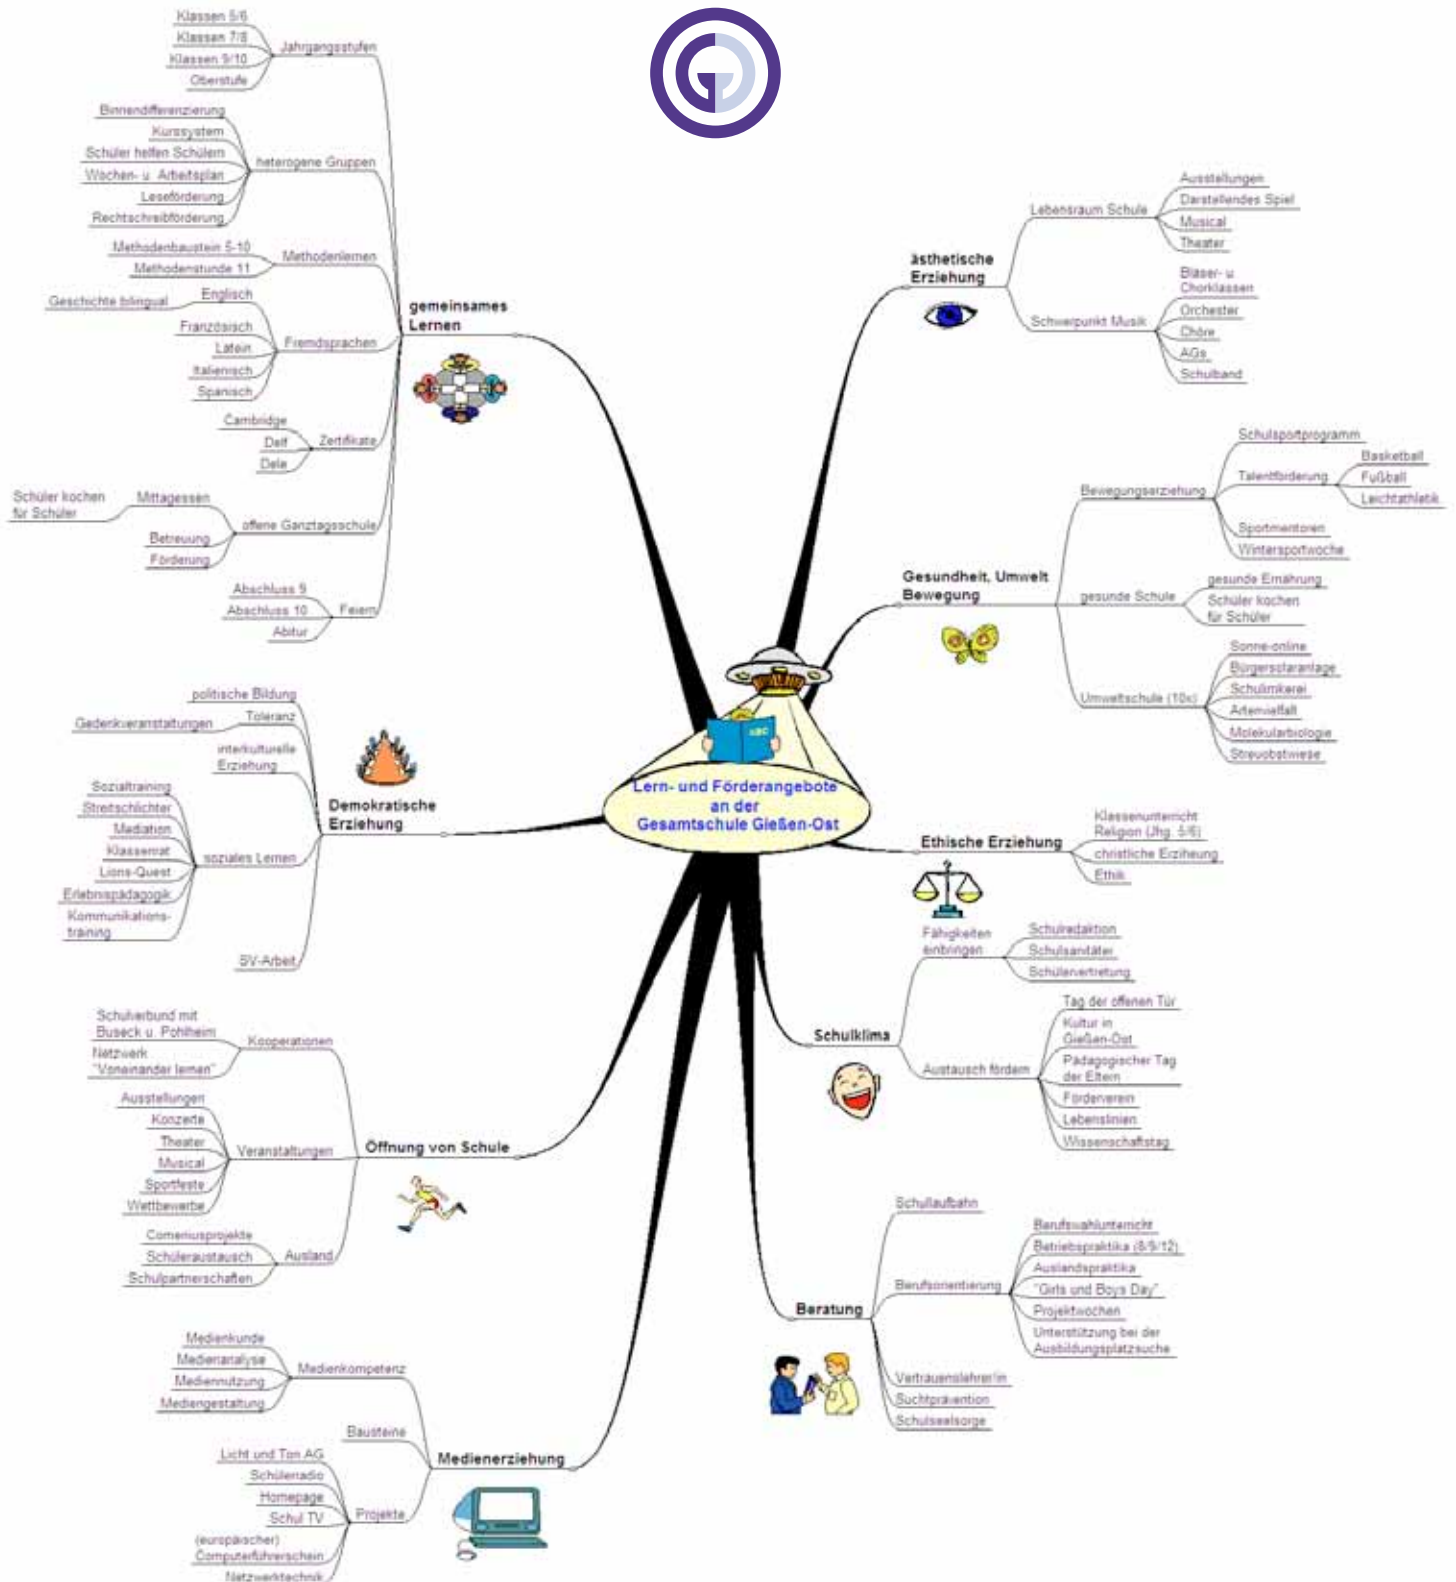 Lern- und Förderangebote
an der
Gesamtschule Gießen-Ost
ABC
gemeinsames
Lernen
Jahrgangsstufen
Klassen 5/6
Klassen 7/8
Klassen 9/10
Oberstufe
heterogene Gruppen
Binnendifferenzierung
Kurssystem
Schüler helfen Schülern
Wochen- u. Arbeitsplan
Leseförderung
Rechtschreibförderung
Methodenlernen
Methodenbaustein 5-10
Methodenstunde 11
Fremdsprachen
Englisch
Geschichte bilingual
Französisch
Latein
Italienisch
Spanisch
Zertifikate
Cambridge
Delf
Dele
offene Ganztagsschule
Mittagessen
Schüler kochen
für Schüler
Betreuung
Förderung
Feiern
Abschluss 9
Abschluss 10
Abitur
Demokratische
Erziehung
politische Bildung
Toleranz
Gedenkveranstaltungen
interkulturelle
Erziehung
soziales Lernen
Sozialtraining
Streitschlichter
Mediation
Klassenrat
Lions-Quest
Erlebnispädagogik
Kommunikations-
training
SV-Arbeit
Öffnung von Schule
Kooperationen
Schulverbund mit
Buseck u. Pohlheim
Netzwerk
"Voneinander lernen"
Veranstaltungen
Ausstellungen
Konzerte
Theater
Musical
Sportfeste
Wettbewerbe
Ausland
Comeniusprojekte
Schüleraustausch
Schulpartnerschaften
Medienerziehung
Medienkompetenz
Medienkunde
Medienanalyse
Mediennutzung
Mediengestaltung
Bausteine
Projekte
Licht und Ton AG
Schülerradio
Homepage
Schul TV
(europäischer)
Computerführerschein
Netzwerktechnik
ästhetische
Erziehung
Lebensraum Schule
Ausstellungen
Darstellendes Spiel
Musical
Theater
Schwerpunkt Musik
Bläser- u.
Chorklassen
Orchester
Chöre
AGs
Schulband
Gesundheit, Umwelt
Bewegung
Bewegungserziehung
Schulsportprogramm
Talentförderung
Basketball
Fußball
Leichtathletik
Sportmentoren
Wintersportwoche
gesunde Schule
gesunde Ernährung
Schüler kochen
für Schüler
Umweltschule (10x)
Sonne-online
Bürgersolaranlage
Schulimkerei
Artenvielfalt
Molekularbiologie
Streuobstwiese
Ethische Erziehung
Klassenunterricht
Religion (Jhg. 5/6)
christliche Erziheung
Ethik
Schulklima
Fähigkeiten
einbringen
Schulredaktion
Schulsanitäter
Schülervertretung
Austausch fördern
Tag der offenen Tür
Kultur in
Gießen-Ost
Pädagogischer Tag
der Eltern
Förderverein
Lebenslinien
Wissenschaftstag
Beratung
Schullaufbahn
Berufsorientierung
Berufswahlunterricht
Betriebspraktika (8/9/12)
Auslandspraktika
"Girls und Boys Day"
Projektwochen
Unterstützung bei der
Ausbildungsplatzsuche
Vertrauenslehrer/in
Suchtprävention
Schulseelsorge